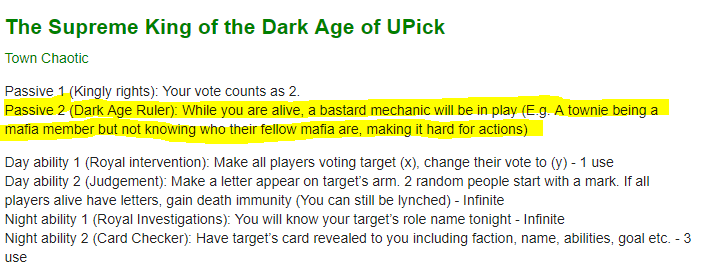 The Supreme King of the Dark Age of UPick
Town Chaotic
Passive 1 (Kingly rights): Your vote counts as 2.
Passive 2 (Dark Age Ruler): While you are alive, a bastard mechanic will be in play (E.g. A townie being a
mafia member but not knowing who their fellow mafia are, making it hard for actions)
Day ability 1 (Royal intervention): Make all players voting target (x), change their vote to (y) - 1 use
Day ability 2 (Judgement): Make a letter appear on target's arm. 2 random people start with a mark. If all
players alive have letters, gain death immunity (You can still be lynched) - Infinite
Night ability 1 (Royal Investigations): You will know your target's role name tonight - Infinite
Night ability 2 (Card Checker): Have target's card revealed to you including faction, name, abilities, goal etc. - 3
use